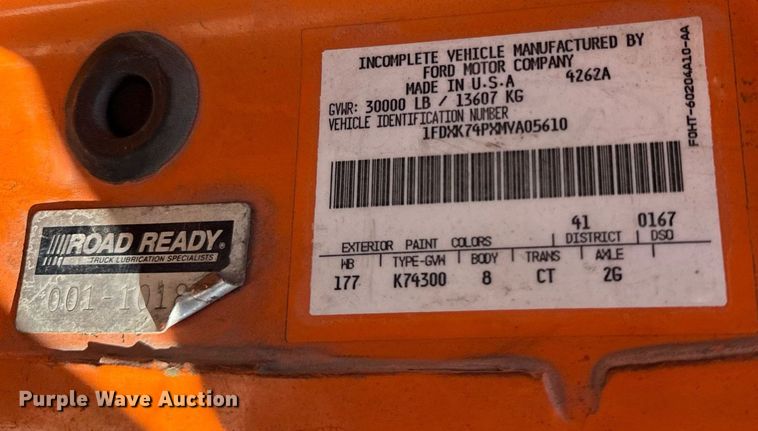 INCOMPLETE VEHICLE MANUFACTURED BY
FORD MOTOR COMPANY
MADE IN U.S.A 4262A
GVWR: 30000 LB / 13607 KG
VEHICLE IDENTIFICATION NUMBER
1FDXK74PXMVA05610
41 0167
EXTERIOR PAINT COLORS DISTRICT DSO
WB TYPE-GVW BODY TRANS AXLE
177 K74300 8 CT 2G
F0HT-60204A10-AA
ROAD READY®
TRUCK LUBRICATION SPECIALISTS
001-1018
Purple Wave Auction